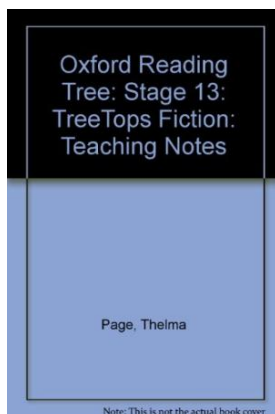 Oxford Reading
Tree: Stage 13:
TreeTops Fiction:
Teaching Notes
Page, Thelma
Note: This is not the actual book cover